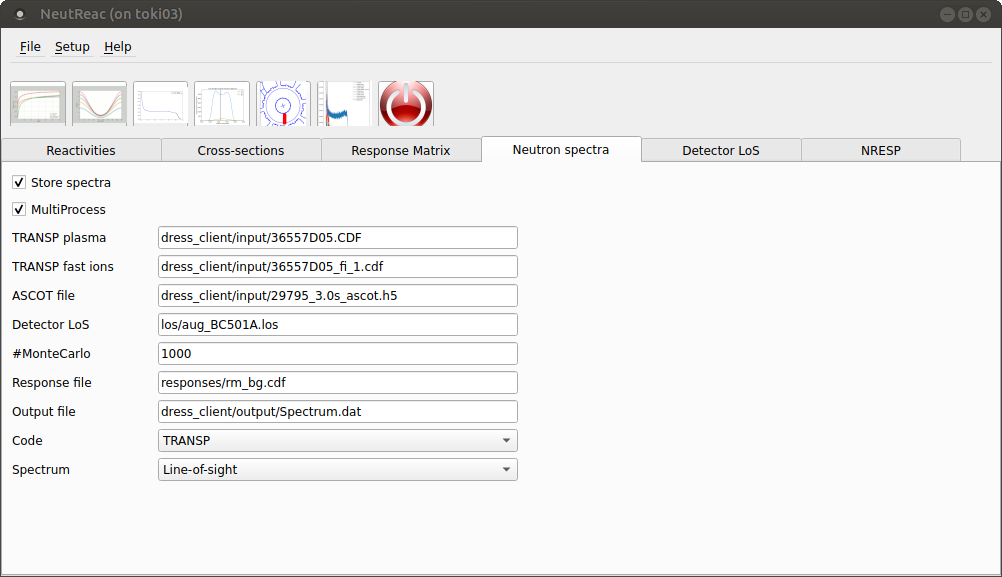 NeutReac (on toki03)
File Setup Help
Reactivities Cross-sections Response Matrix Neutron spectra Detector LoS NRESP
Store spectra
MultiProcess
TRANSP plasma dress_client/input/36557D05.CDF
TRANSP fast ions dress_client/input/36557D05_fi_1.cdf
ASCOT file dress_client/input/29795_3.0s_ascot.h5
Detector LoS los/aug_BC501A.los
#MonteCarlo 1000
Response file responses/rm_bg.cdf
Output file dress_client/output/Spectrum.dat
Code TRANSP
Spectrum Line-of-sight